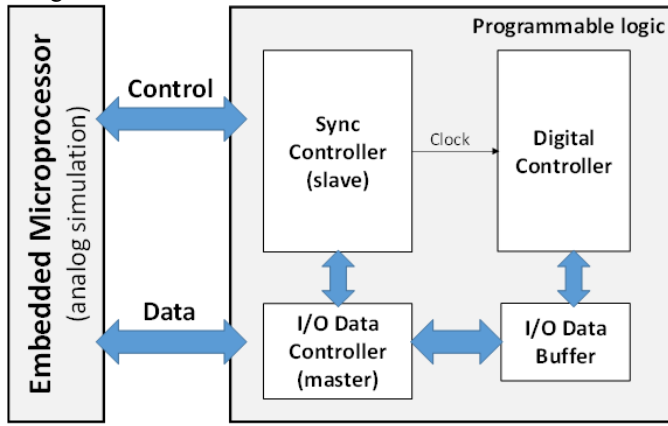 Programmable logic
Embedded Microprocessor
(analog simulation)
Control
Sync
Controller
(slave)
Clock
Digital
Controller
Data
I/O Data
Controller
(master)
I/O Data
Buffer